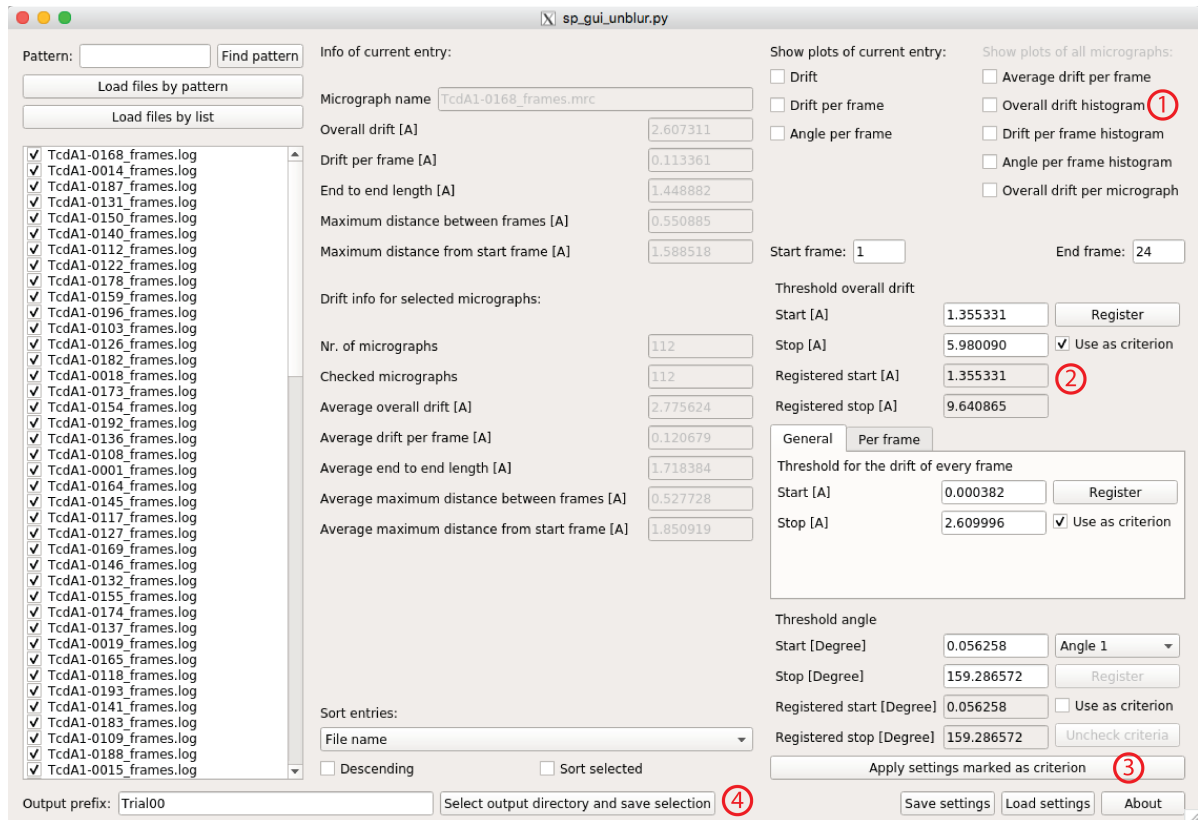 sp_gui_unblur.py
Pattern: Find pattern
Load files by pattern
Load files by list
TcdA1-0168_frames.log
TcdA1-0014_frames.log
TcdA1-0187_frames.log
TcdA1-0131_frames.log
TcdA1-0150_frames.log
TcdA1-0140_frames.log
TcdA1-0112_frames.log
TcdA1-0122_frames.log
TcdA1-0178_frames.log
TcdA1-0159_frames.log
TcdA1-0196_frames.log
TcdA1-0103_frames.log
TcdA1-0126_frames.log
TcdA1-0182_frames.log
TcdA1-0018_frames.log
TcdA1-0173_frames.log
TcdA1-0154_frames.log
TcdA1-0192_frames.log
TcdA1-0136_frames.log
TcdA1-0108_frames.log
TcdA1-0001_frames.log
TcdA1-0164_frames.log
TcdA1-0145_frames.log
TcdA1-0117_frames.log
TcdA1-0127_frames.log
TcdA1-0169_frames.log
TcdA1-0146_frames.log
TcdA1-0132_frames.log
TcdA1-0155_frames.log
TcdA1-0174_frames.log
TcdA1-0137_frames.log
TcdA1-0019_frames.log
TcdA1-0165_frames.log
TcdA1-0118_frames.log
TcdA1-0193_frames.log
TcdA1-0141_frames.log
TcdA1-0183_frames.log
TcdA1-0109_frames.log
TcdA1-0188_frames.log
TcdA1-0015_frames.log
Info of current entry:
Micrograph name TcdA1-0168_frames.mrc
Overall drift [A] 2.607311
Drift per frame [A] 0.113361
End to end length [A] 1.448882
Maximum distance between frames [A] 0.550885
Maximum distance from start frame [A] 1.588518
Drift info for selected micrographs:
Nr. of micrographs 112
Checked micrographs 112
Average overall drift [A] 2.775624
Average drift per frame [A] 0.120679
Average end to end length [A] 1.718384
Average maximum distance between frames [A] 0.527728
Average maximum distance from start frame [A] 1.850919
Sort entries:
File name
Descending Sort selected
Show plots of current entry: Show plots of all micrographs:
Drift Average drift per frame
Drift per frame Overall drift histogram 1
Angle per frame Drift per frame histogram
Angle per frame histogram
Overall drift per micrograph
Start frame: 1 End frame: 24
Threshold overall drift
Start [A] 1.355331 Register
Stop [A] 5.980090 Use as criterion
Registered start [A] 1.355331 2
Registered stop [A] 9.640865
General Per frame
Threshold for the drift of every frame
Start [A] 0.000382 Register
Stop [A] 2.609996 Use as criterion
Threshold angle
Start [Degree] 0.056258 Angle 1
Stop [Degree] 159.286572 Register
Registered start [Degree] 0.056258 Use as criterion
Registered stop [Degree] 159.286572 Uncheck criteria
Apply settings marked as criterion 3
Output prefix: Trial00 Select output directory and save selection 4 Save settings Load settings About